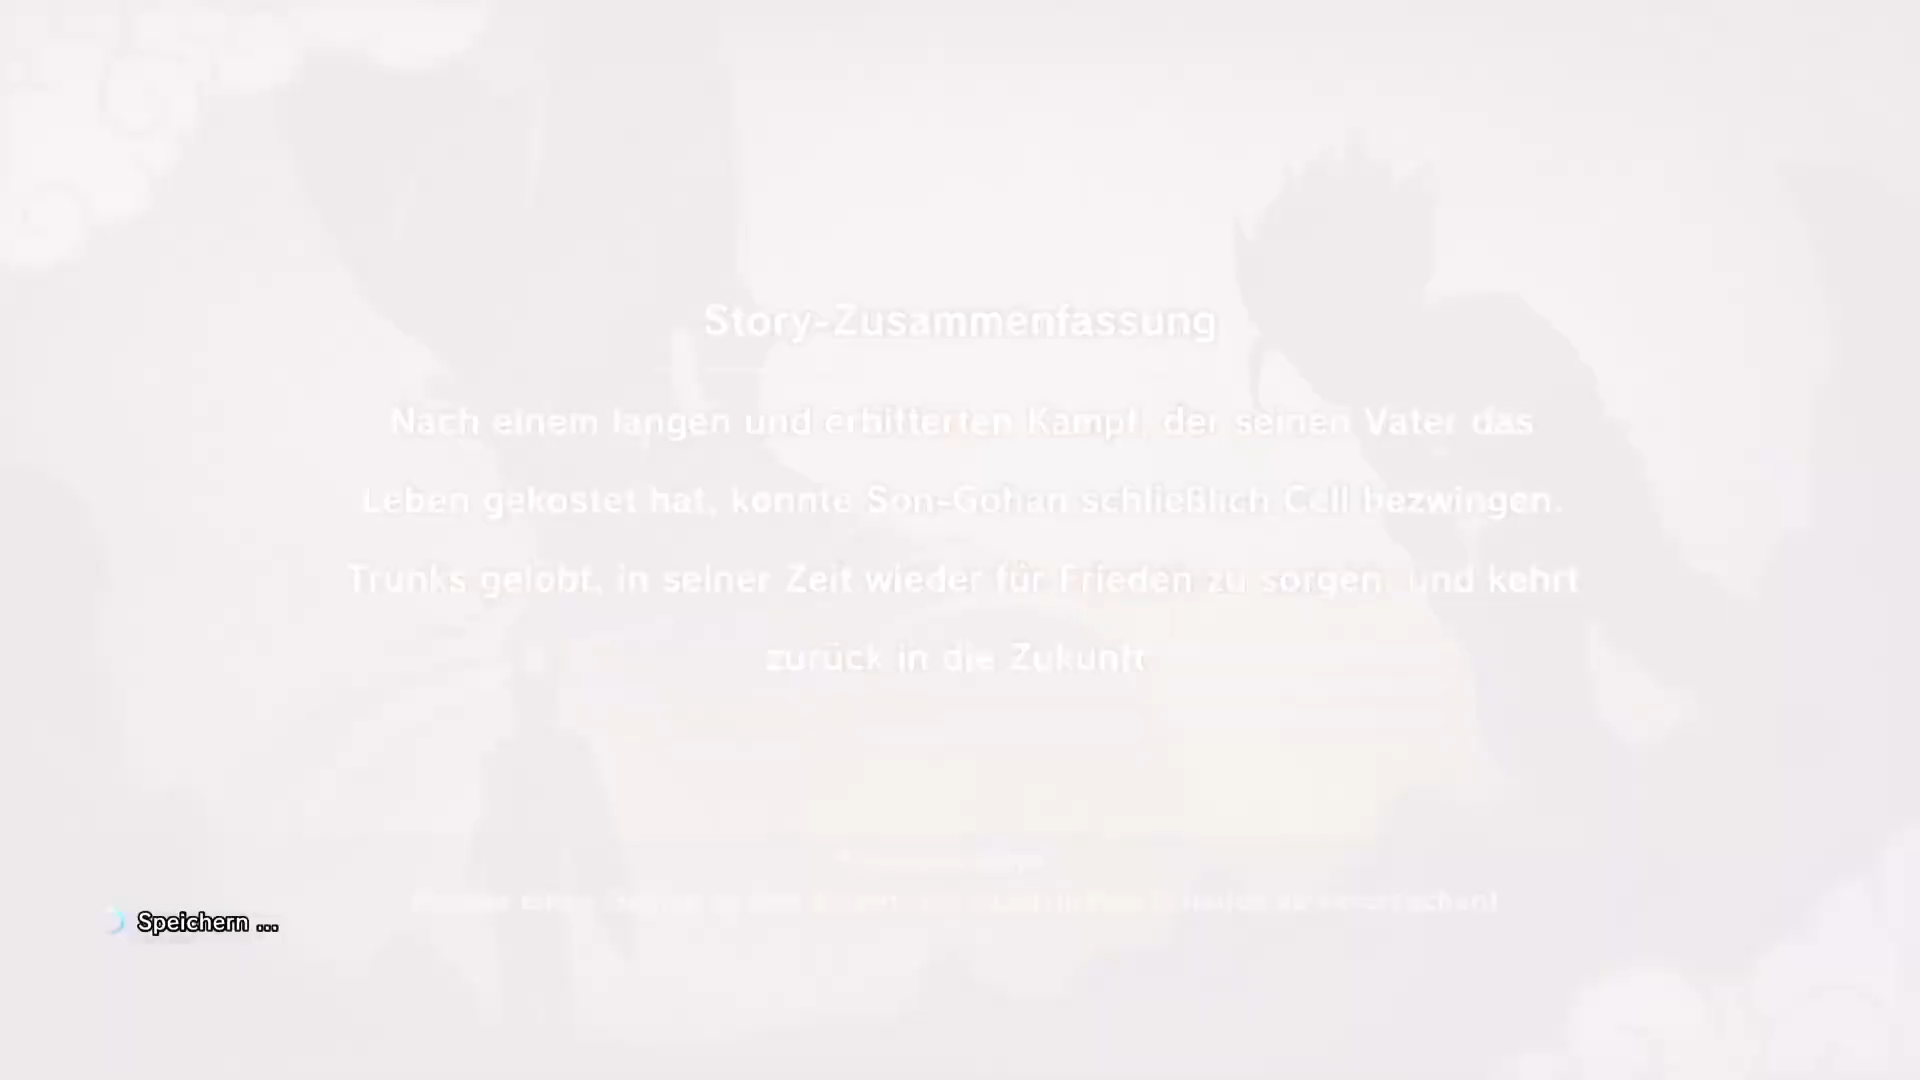 Story-Zusammenfassung
Nach einem langen und erbitterten Kampf, der seinen Vater das
Leben gekostet hat, konnte Son-Gohan schließlich Cell bezwingen.
Trunks gelobt, in seiner Zeit wieder für Frieden zu sorgen, und kehrt
zurück in die Zukunft
Speichern ...